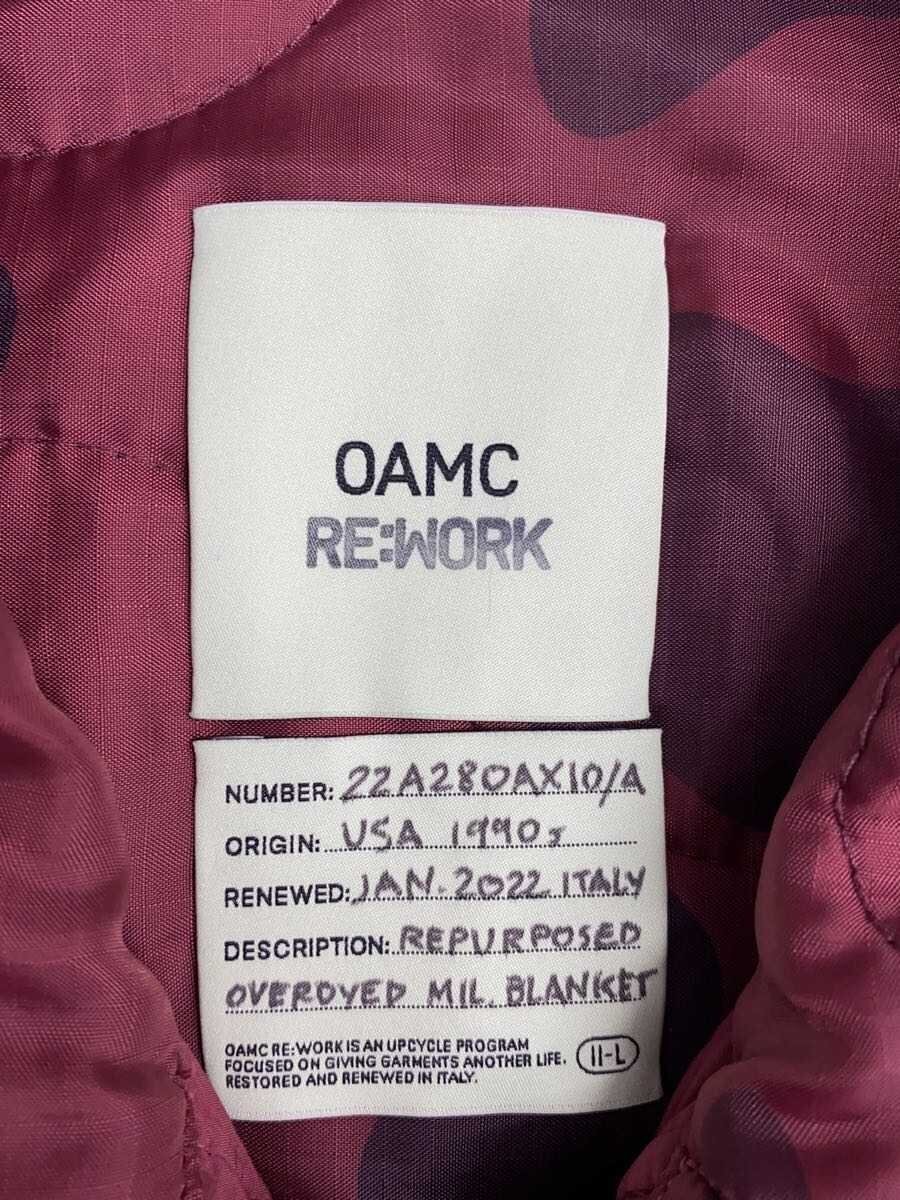 OAMC
RE:WORK
NUMBER: 22A28OAX10/A
ORIGIN: USA 1990s
RENEWED: JAN. 2022 ITALY
DESCRIPTION: REPURPOSED
OVERDYED MIL. BLANKET
OAMC RE:WORK IS AN UPCYCLE PROGRAM
FOCUSED ON GIVING GARMENTS ANOTHER LIFE.
RESTORED AND RENEWED IN ITALY.
II-L